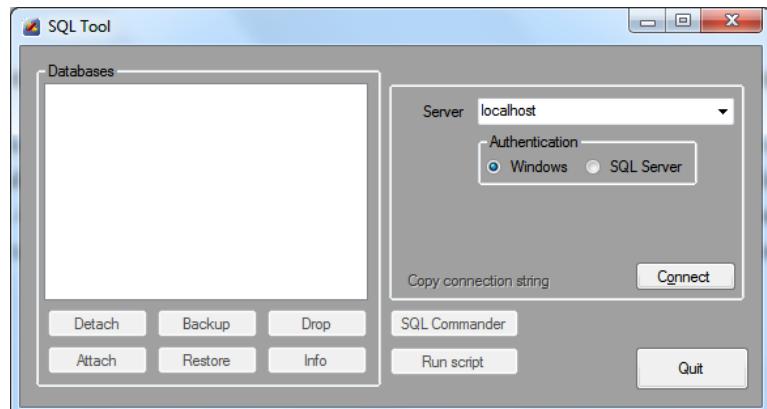 SQL Tool
Databases
Server localhost
Authentication
Windows SQL Server
Copy connection string Connect
Detach Backup Drop SQL Commander
Attach Restore Info Run script Quit